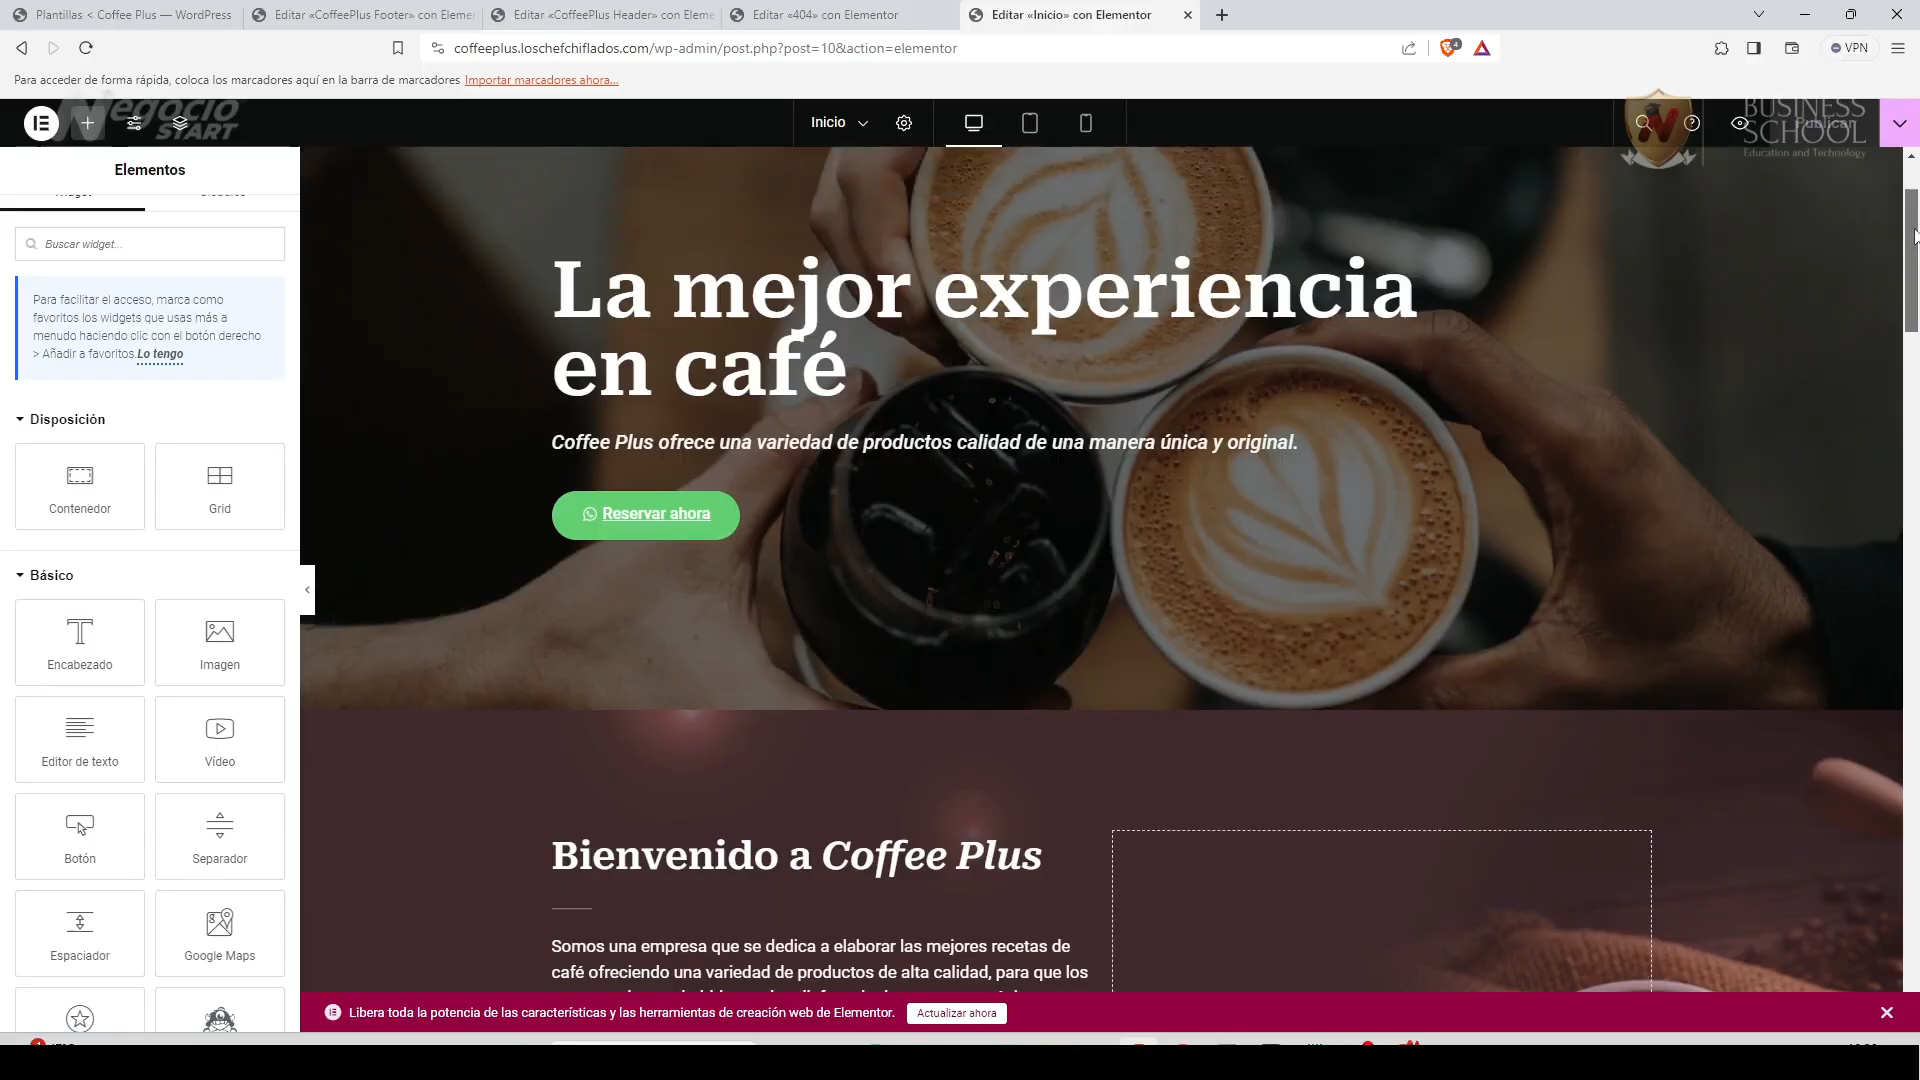 Plantillas < Coffee Plus — WordPress
Editar «CoffeePlus Footer» con Elemer
Editar «CoffeePlus Header» con Eleme
Editar «404» con Elementor
Editar «Inicio» con Elementor
coffeeplus.loschefchiflados.com/wp-admin/post.php?post=10&action=elementor
4
VPN
Para acceder de forma rápida, coloca los marcadores aquí en la barra de marcadores Importar marcadores ahora...
Negocio
START
Inicio
BUSINESS
SCHOOL
Education and Technology
Publicar
Elementos
Widget
Globales
Buscar widget...
Para facilitar el acceso, marca como
favoritos los widgets que usas más a
menudo haciendo clic con el botón derecho
> Añadir a favoritos.Lo tengo
Disposición
Contenedor
Grid
Básico
Encabezado
Imagen
Editor de texto
Vídeo
Botón
Separador
Espaciador
Google Maps
La mejor experiencia
en café
Coffee Plus ofrece una variedad de productos calidad de una manera única y original.
Reservar ahora
Bienvenido a Coffee Plus
Somos una empresa que se dedica a elaborar las mejores recetas de
café ofreciendo una variedad de productos de alta calidad, para que los
Libera toda la potencia de las características y las herramientas de creación web de Elementor.
Actualizar ahora